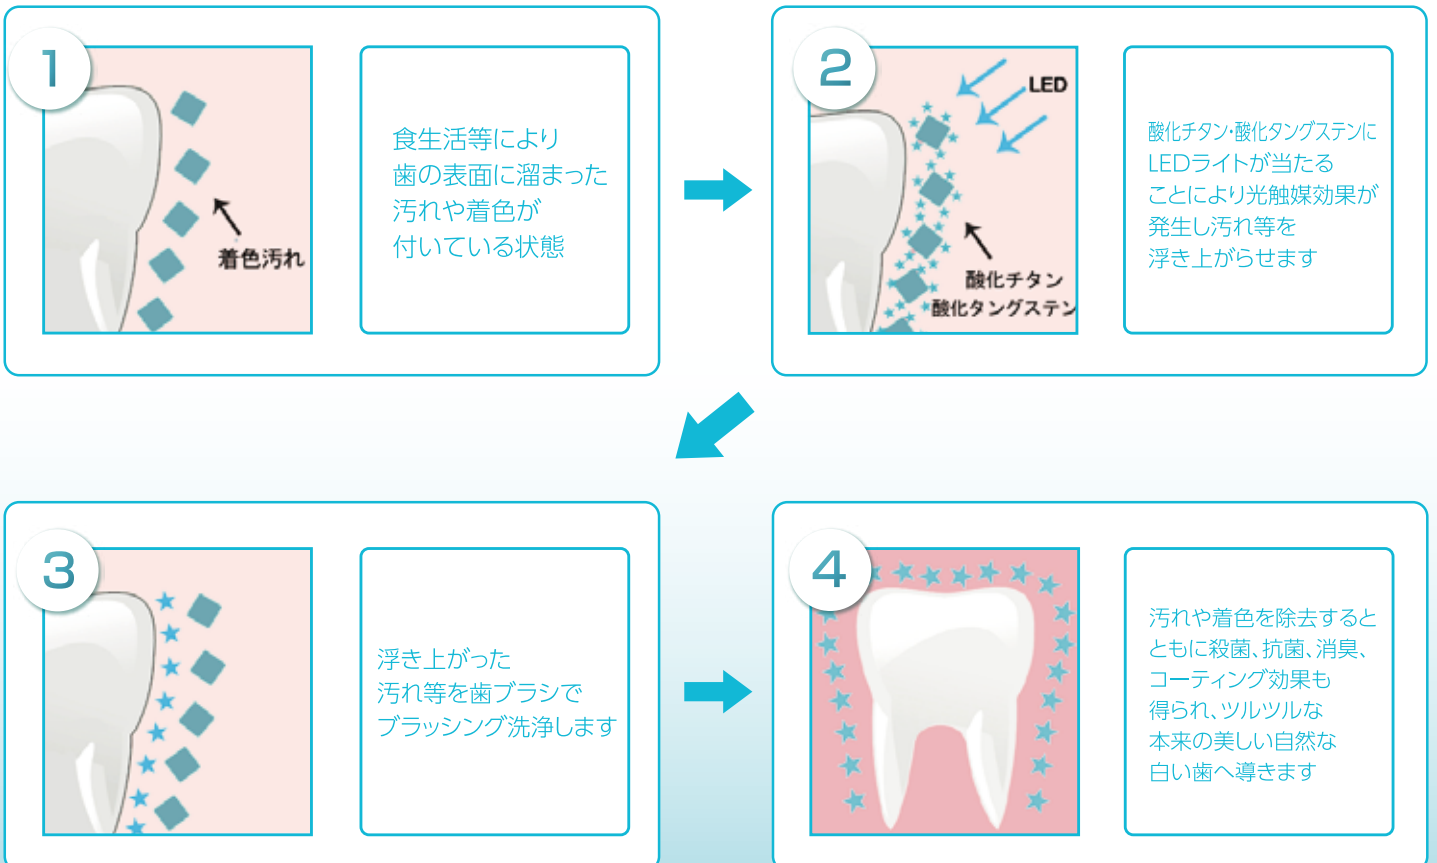 1
着色汚れ
食生活等により
歯の表面に溜まった
汚れや着色が
付いている状態
2
LED
酸化チタン
酸化タングステン
酸化チタン・酸化タングステンに
LEDライトが当たる
ことにより光触媒効果が
発生し汚れ等を
浮き上がらせます
3
浮き上がった
汚れ等を歯ブラシで
ブラッシング洗浄します
4
汚れや着色を除去すると
ともに殺菌、抗菌、消臭、
コーティング効果も
得られ、ツルツルな
本来の美しい自然な
白い歯へ導きます